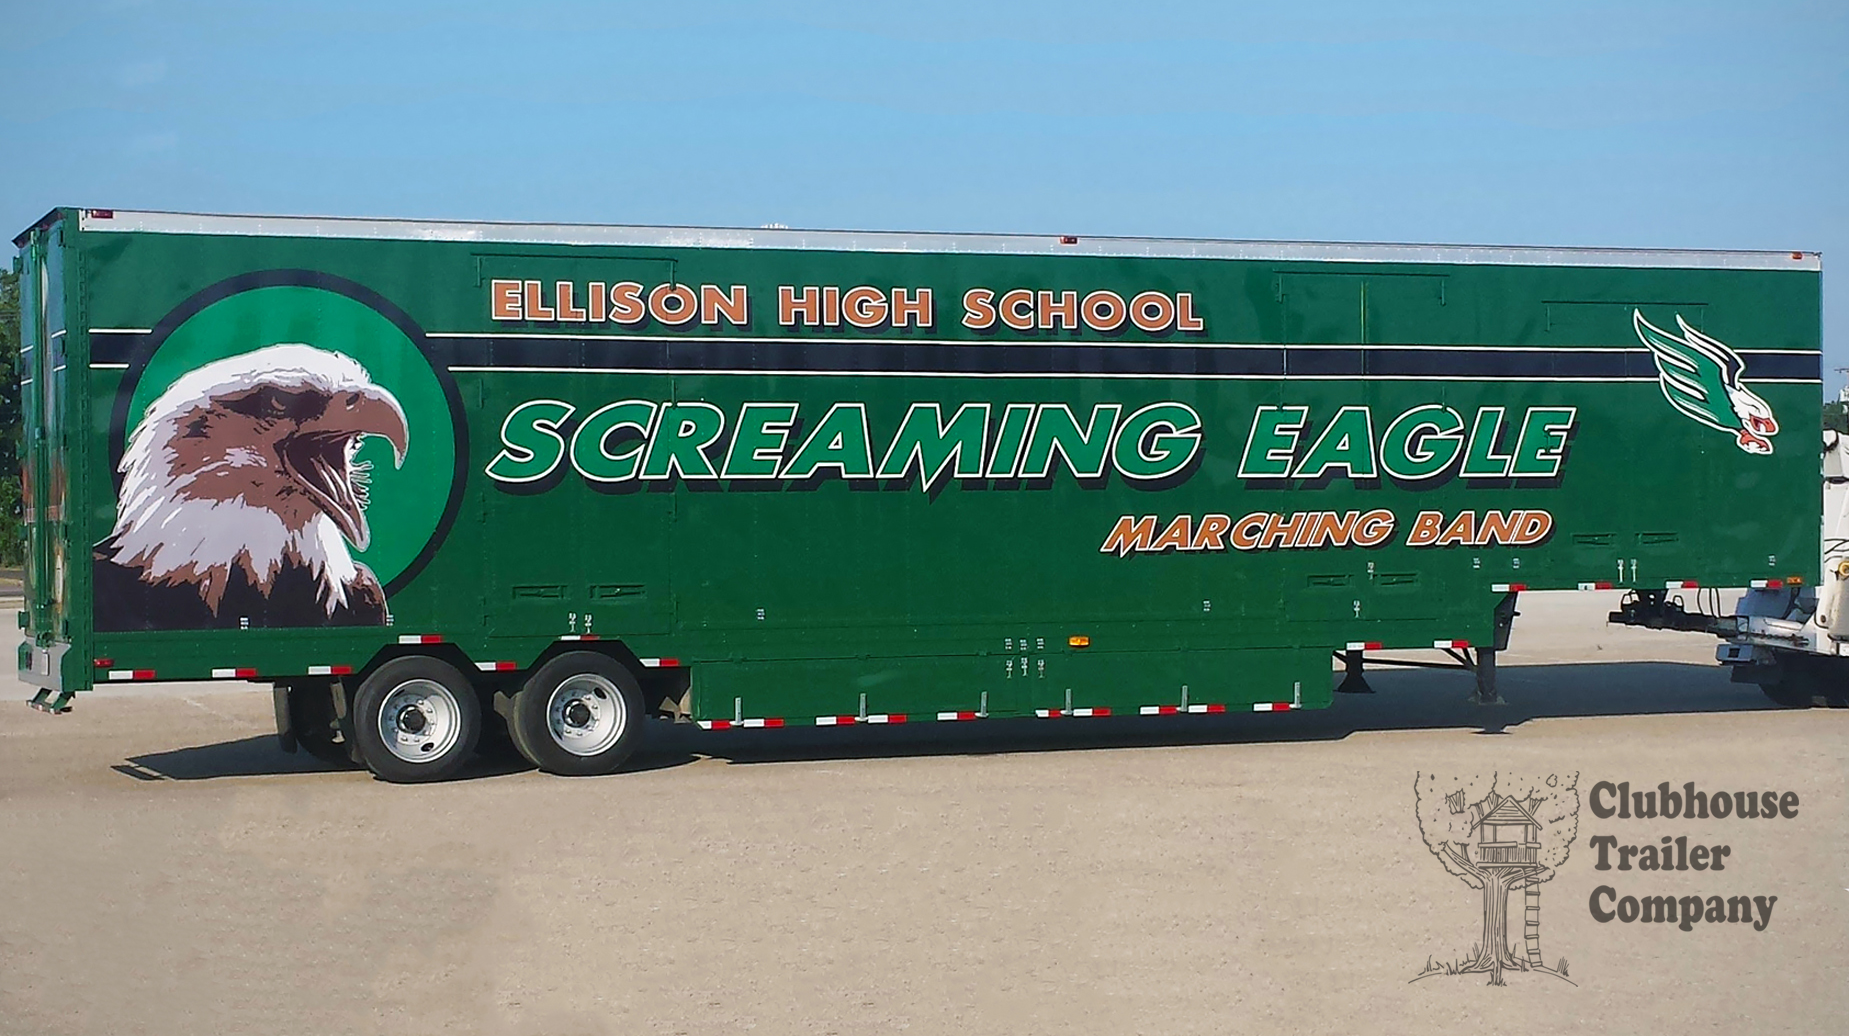 ELLISON HIGH SCHOOL
SCREAMING EAGLE
MARCHING BAND
Clubhouse
Trailer
Company